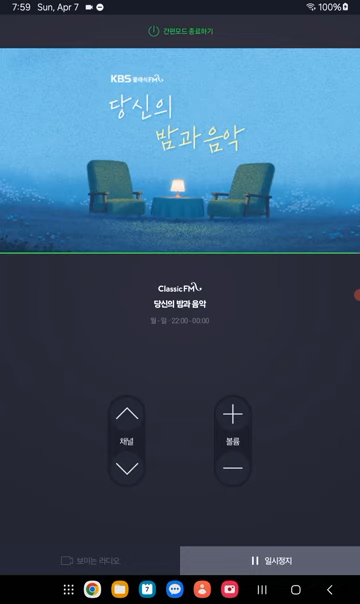 7:59 Sun, Apr 7
100%
간편모드 종료하기
KBS 클래식FM
당신의
밤과 음악
Classic FM
당신의 밤과 음악
월 - 일 · 22:00 - 00:00
채널
볼륨
보이는 라디오
일시정지
7